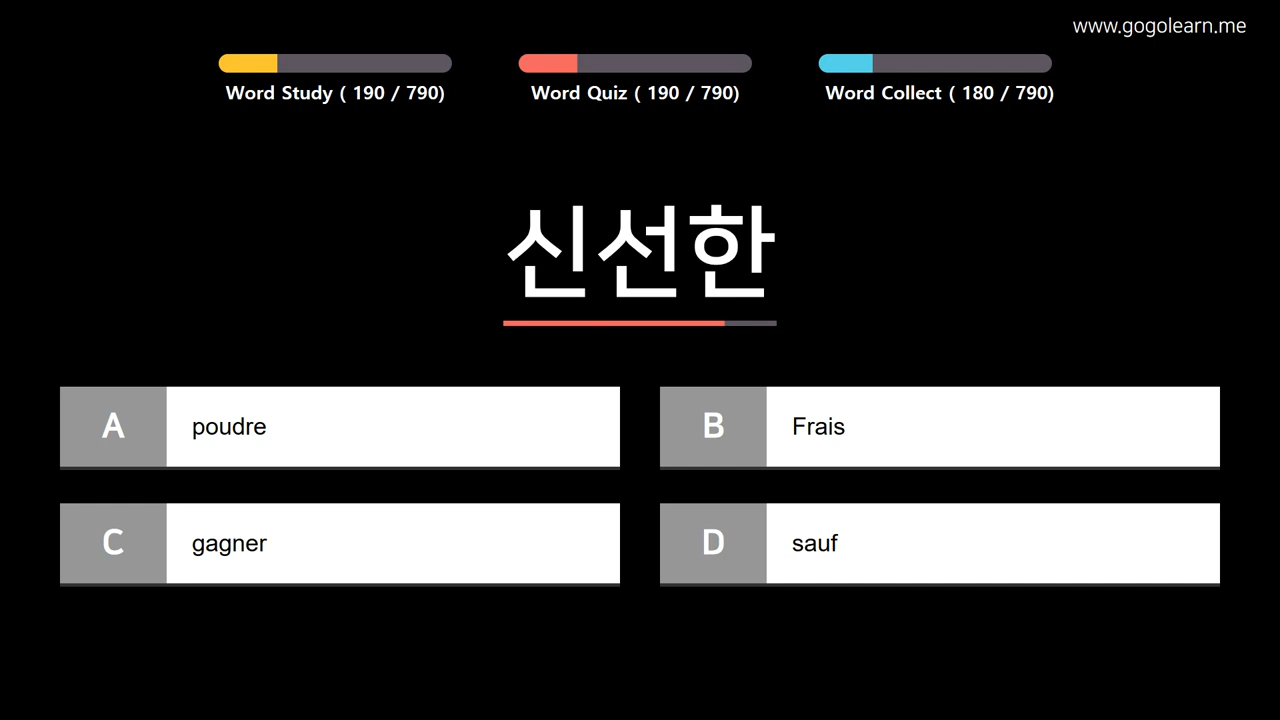 www.gogolearn.me
Word Study ( 190 / 790)
Word Quiz ( 190 / 790)
Word Collect ( 180 / 790)
신선한
A poudre
B Frais
C gagner
D sauf